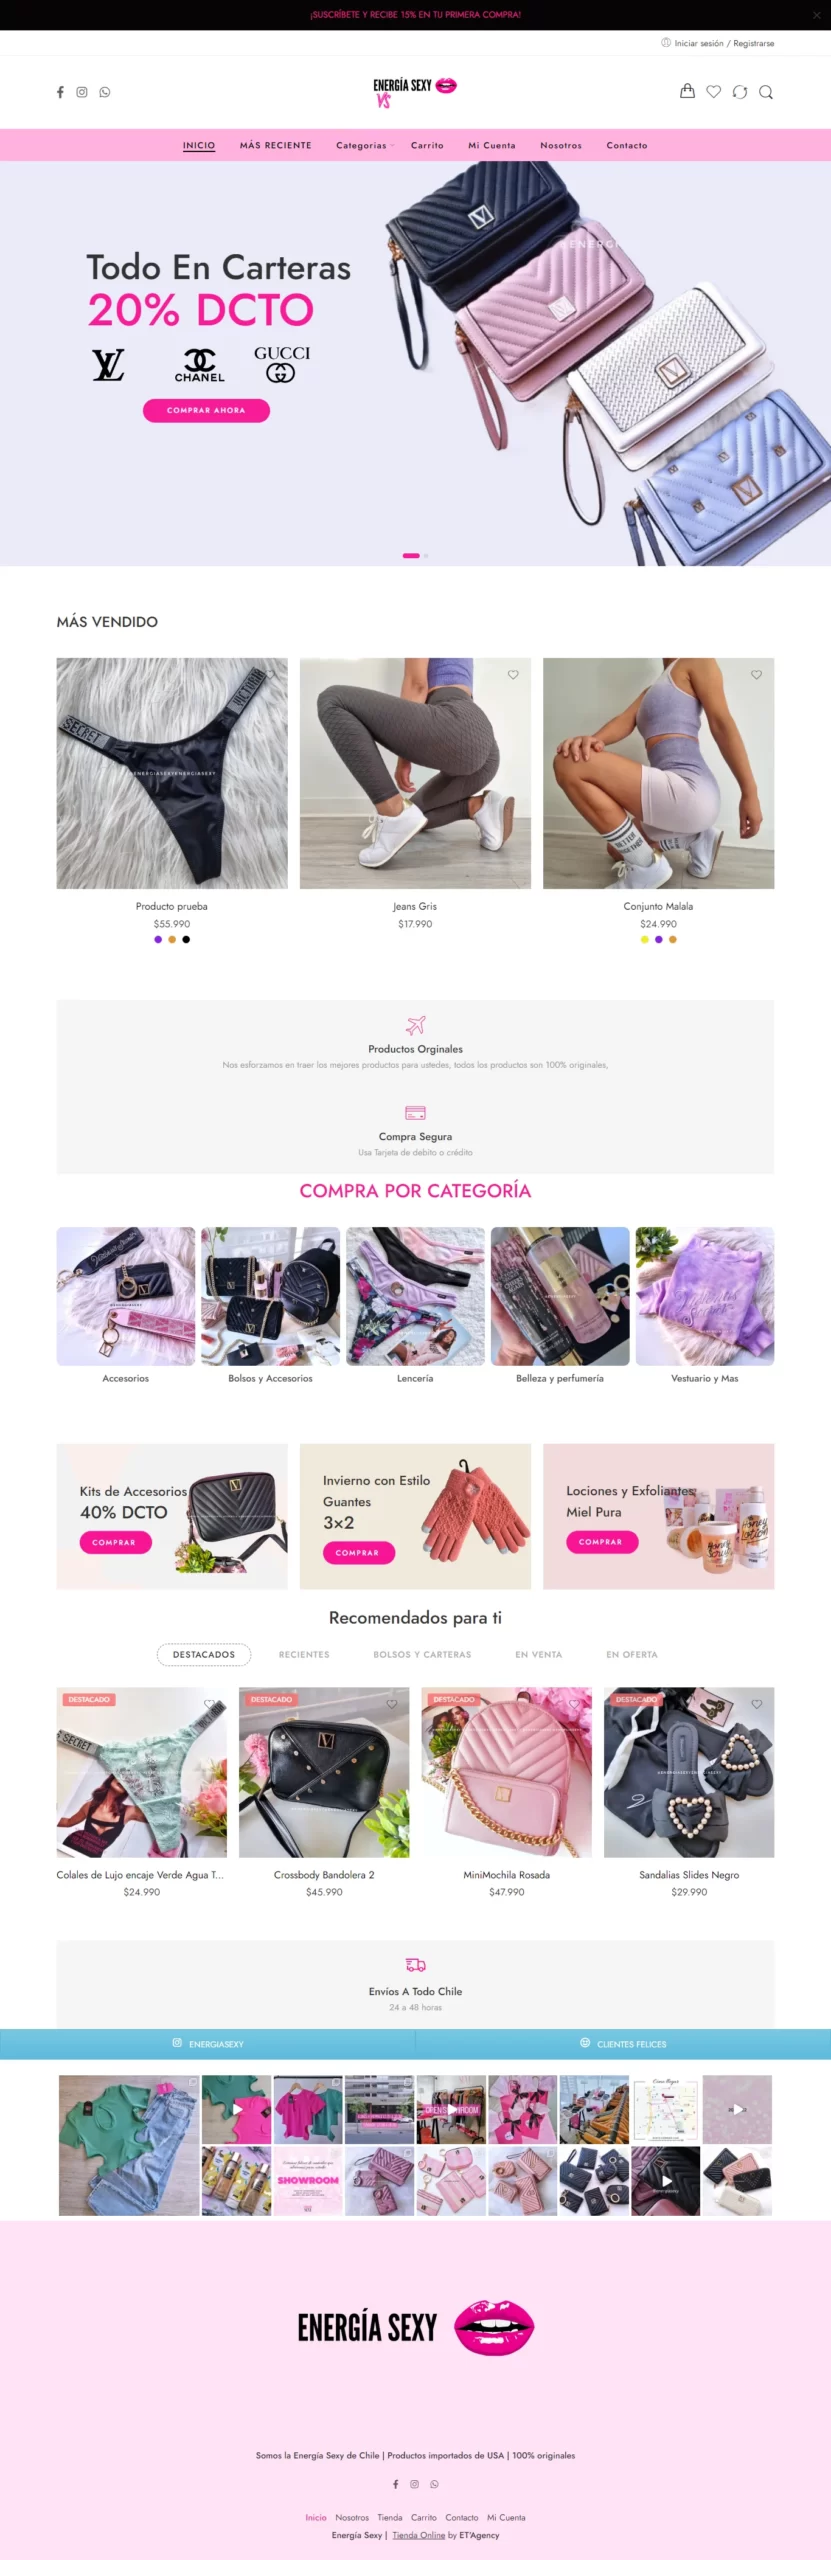 ¡SUSCRÍBETE Y RECIBE 15% EN TU PRIMERA COMPRA!
Iniciar sesión / Registrarse
ENERGÍA SEXY
VS
INICIO
MÁS RECIENTE
Categorias
Carrito
Mi Cuenta
Nosotros
Contacto
Todo En Carteras
20% DCTO
LV
CHANEL
GUCCI
COMPRAR AHORA
MÁS VENDIDO
SECRET
VICTORIA
Producto prueba
$55.990
Jeans Gris
$17.990
Conjunto Malala
$24.990
Productos Orginales
Nos esforzamos en traer los mejores productos para ustedes, todos los productos son 100% originales,
Compra Segura
Usa Tarjeta de debito o crédito
COMPRA POR CATEGORÍA
Accesorios
Bolsos y Accesorios
Lencería
Belleza y perfumería
Vestuario y Mas
Kits de Accesorios
40% DCTO
COMPRAR
Invierno con Estilo
Guantes
3×2
COMPRAR
Lociones y Exfoliantes
Miel Pura
COMPRAR
Recomendados para ti
DESTACADOS
RECIENTES
BOLSOS Y CARTERAS
EN VENTA
EN OFERTA
DESTACADO
DESTACADO
DESTACADO
DESTACADO
Colales de Lujo encaje Verde Agua T...
$24.990
Crossbody Bandolera 2
$45.990
MiniMochila Rosada
$47.990
Sandalias Slides Negro
$29.990
Envíos A Todo Chile
24 a 48 horas
ENERGIASEXY
CLIENTES FELICES
SHOWROOM
ENERGÍA SEXY
Somos la Energía Sexy de Chile | Productos importados de USA | 100% originales
Inicio Nosotros Tienda Carrito Contacto Mi Cuenta
Energía Sexy | Tienda Online by ET'Agency